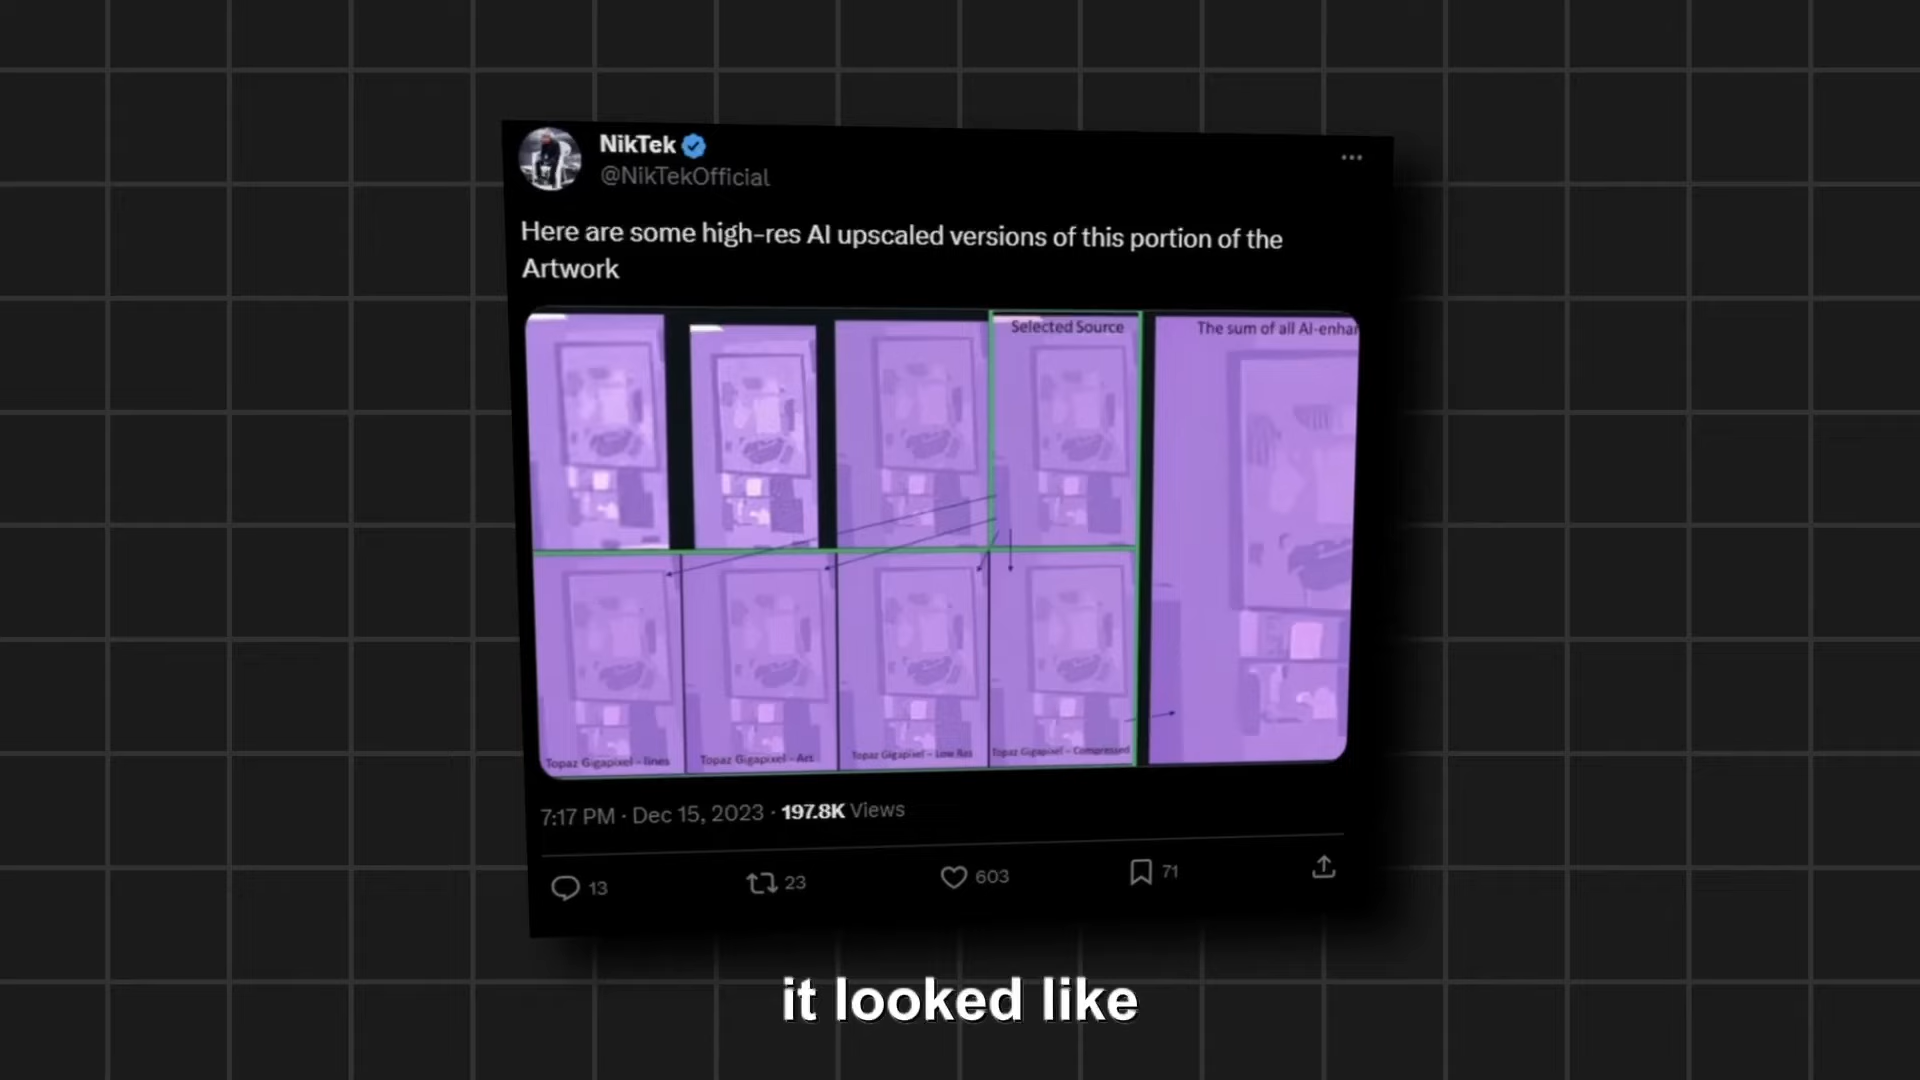 NikTek
@NikTekOfficial
Here are some high-res AI upscaled versions of this portion of the
Artwork
Selected Source
The sum of all AI-enhan
Topaz Gigapixel - lines
Topaz Gigapixel - Art
Topaz Gigapixel - Low Res
Topaz Gigapixel - Compressed
7:17 PM · Dec 15, 2023 · 197.8K Views
13
23
603
71
it looked like